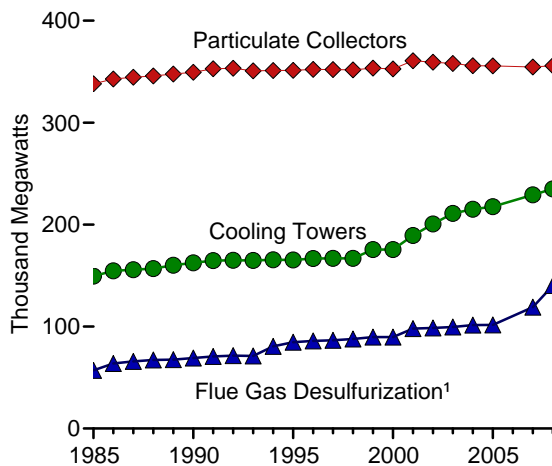 400
Particulate Collectors
300
Thousand Megawatts
200
Cooling Towers
100
Flue Gas Desulfurization¹
0
1985 1990 1995 2000 2005